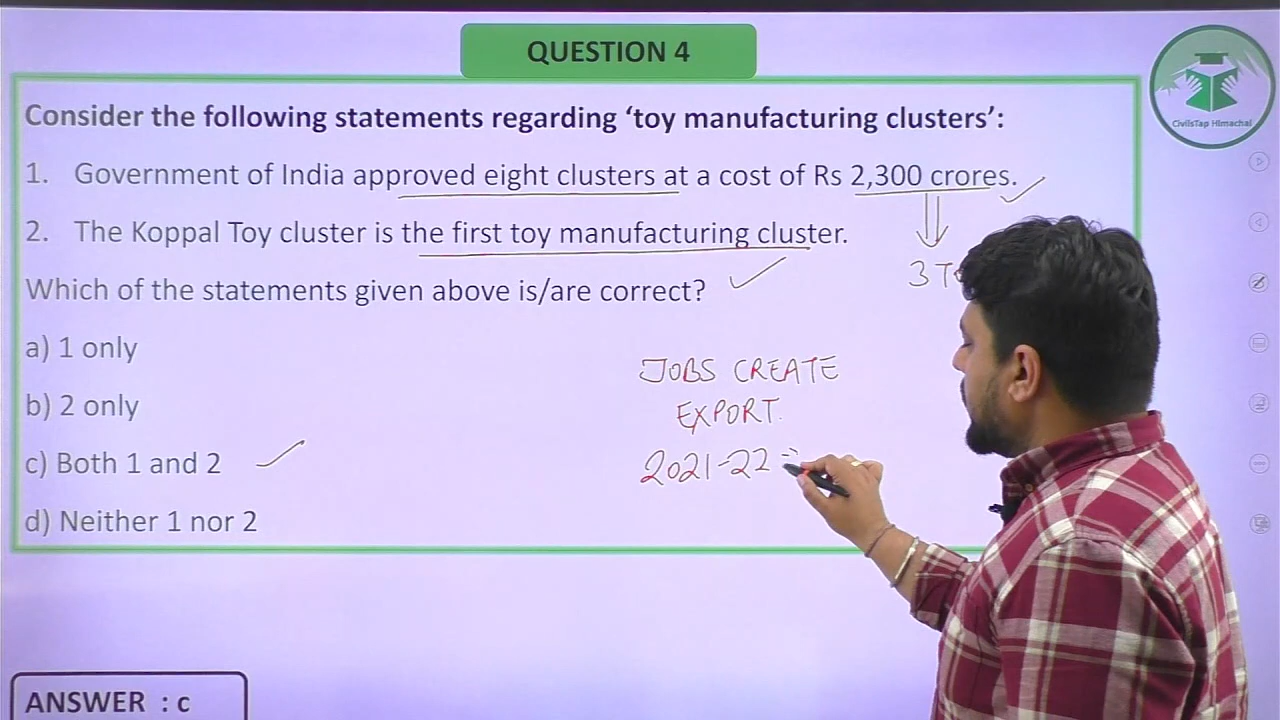 QUESTION 4
CivilsTap Himachal
Consider the following statements regarding ‘toy manufacturing clusters’:
1. Government of India approved eight clusters at a cost of Rs 2,300 crores.
2. The Koppal Toy cluster is the first toy manufacturing cluster.
3 T
Which of the statements given above is/are correct?
a) 1 only
JOBS CREATE
b) 2 only
EXPORT.
c) Both 1 and 2
2021-22
d) Neither 1 nor 2
ANSWER : c